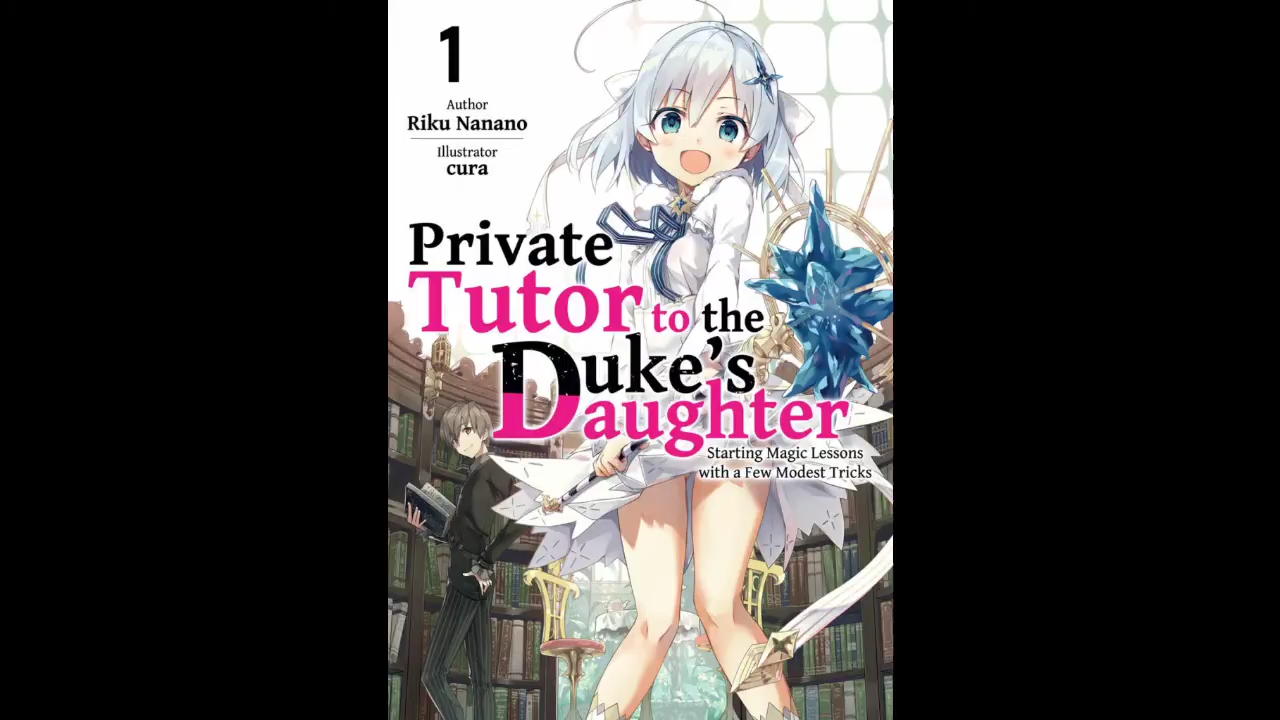 1
Author
Riku Nanano
Illustrator
cura
Private
Tutor to the
Duke's
Daughter
Starting Magic Lessons
with a Few Modest Tricks